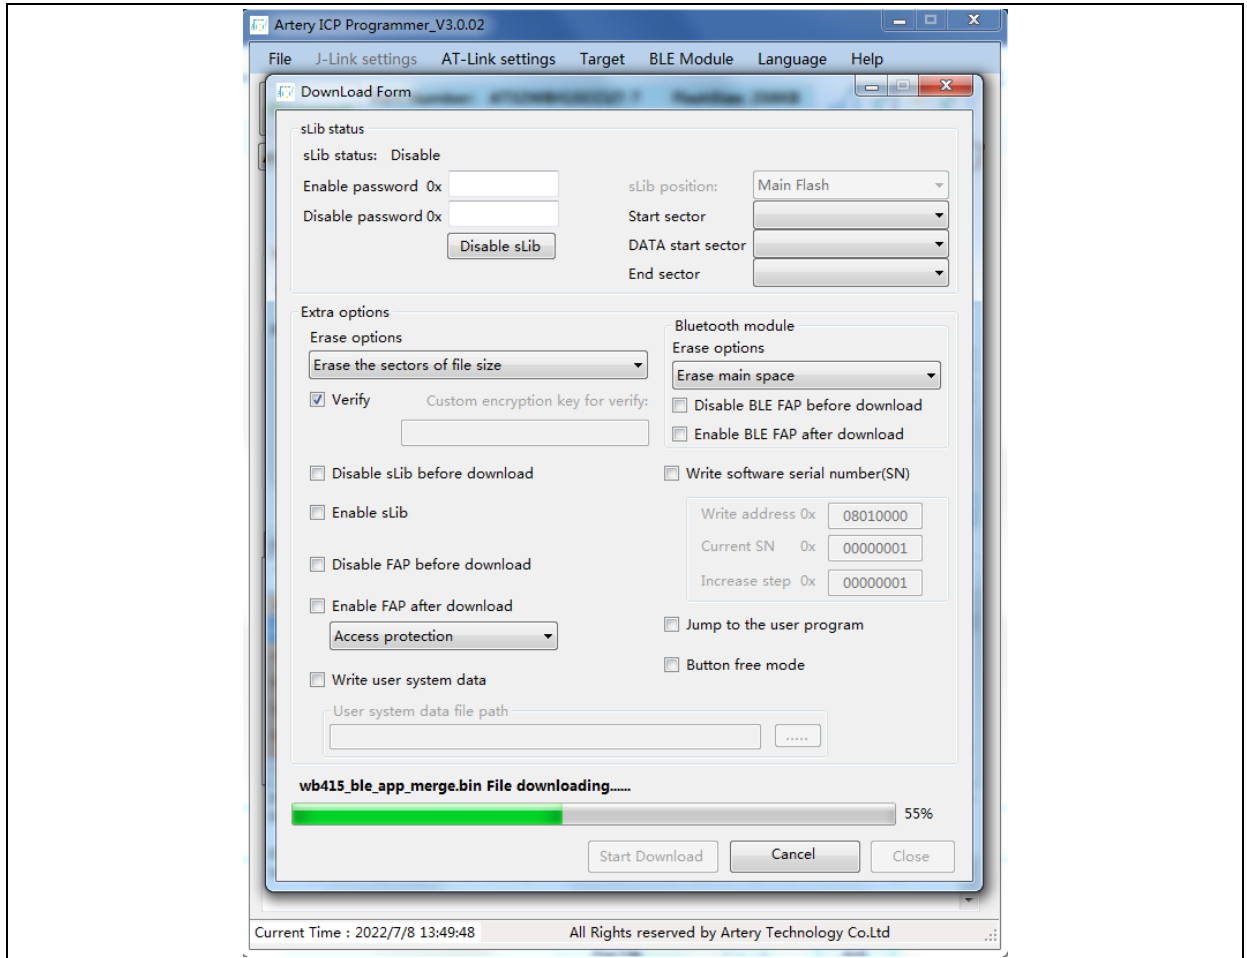 Artery ICP Programmer_V3.0.02
File J-Link settings AT-Link settings Target BLE Module Language Help
DownLoad Form
sLib status
sLib status: Disable
Enable password 0x
sLib position: Main Flash
Disable password 0x
Start sector
Disable sLib
DATA start sector
End sector
Extra options
Erase options
Erase the sectors of file size
Verify
Custom encryption key for verify:
Bluetooth module
Erase options
Erase main space
Disable BLE FAP before download
Enable BLE FAP after download
Disable sLib before download
Enable sLib
Disable FAP before download
Enable FAP after download
Access protection
Write user system data
Write software serial number(SN)
Write address 0x 08010000
Current SN 0x 00000001
Increase step 0x 00000001
Jump to the user program
Button free mode
User system data file path
.....
wb415_ble_app_merge.bin File downloading......
55%
Start Download Cancel Close
Current Time : 2022/7/8 13:49:48 All Rights reserved by Artery Technology Co.Ltd